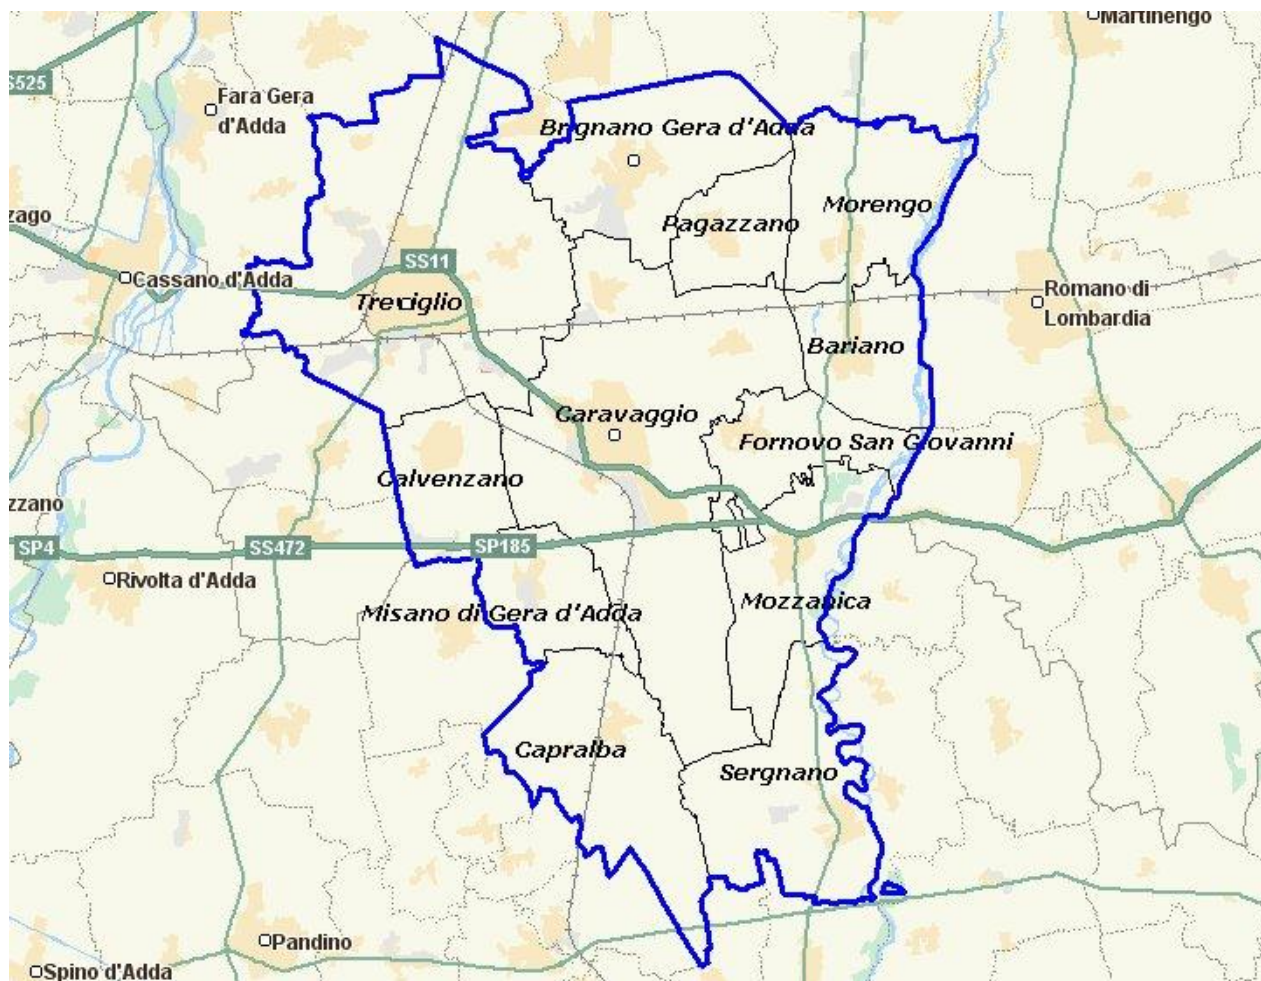 Martinengo
S525
Fara Gera
d'Adda
Brignano Gera d'Adda
Morengo
Pagazzano
zago
SS11
Cassano d'Adda
Treviglio
Romano di
Lombardia
Bariano
Caravaggio
Fornovo San Giovanni
Calvenzano
zzano
SP4
SS472
SP185
Rivolta d'Adda
Misano di Gera d'Adda
Mozzanica
Capralba
Sergnano
Pandino
Spino d'Adda